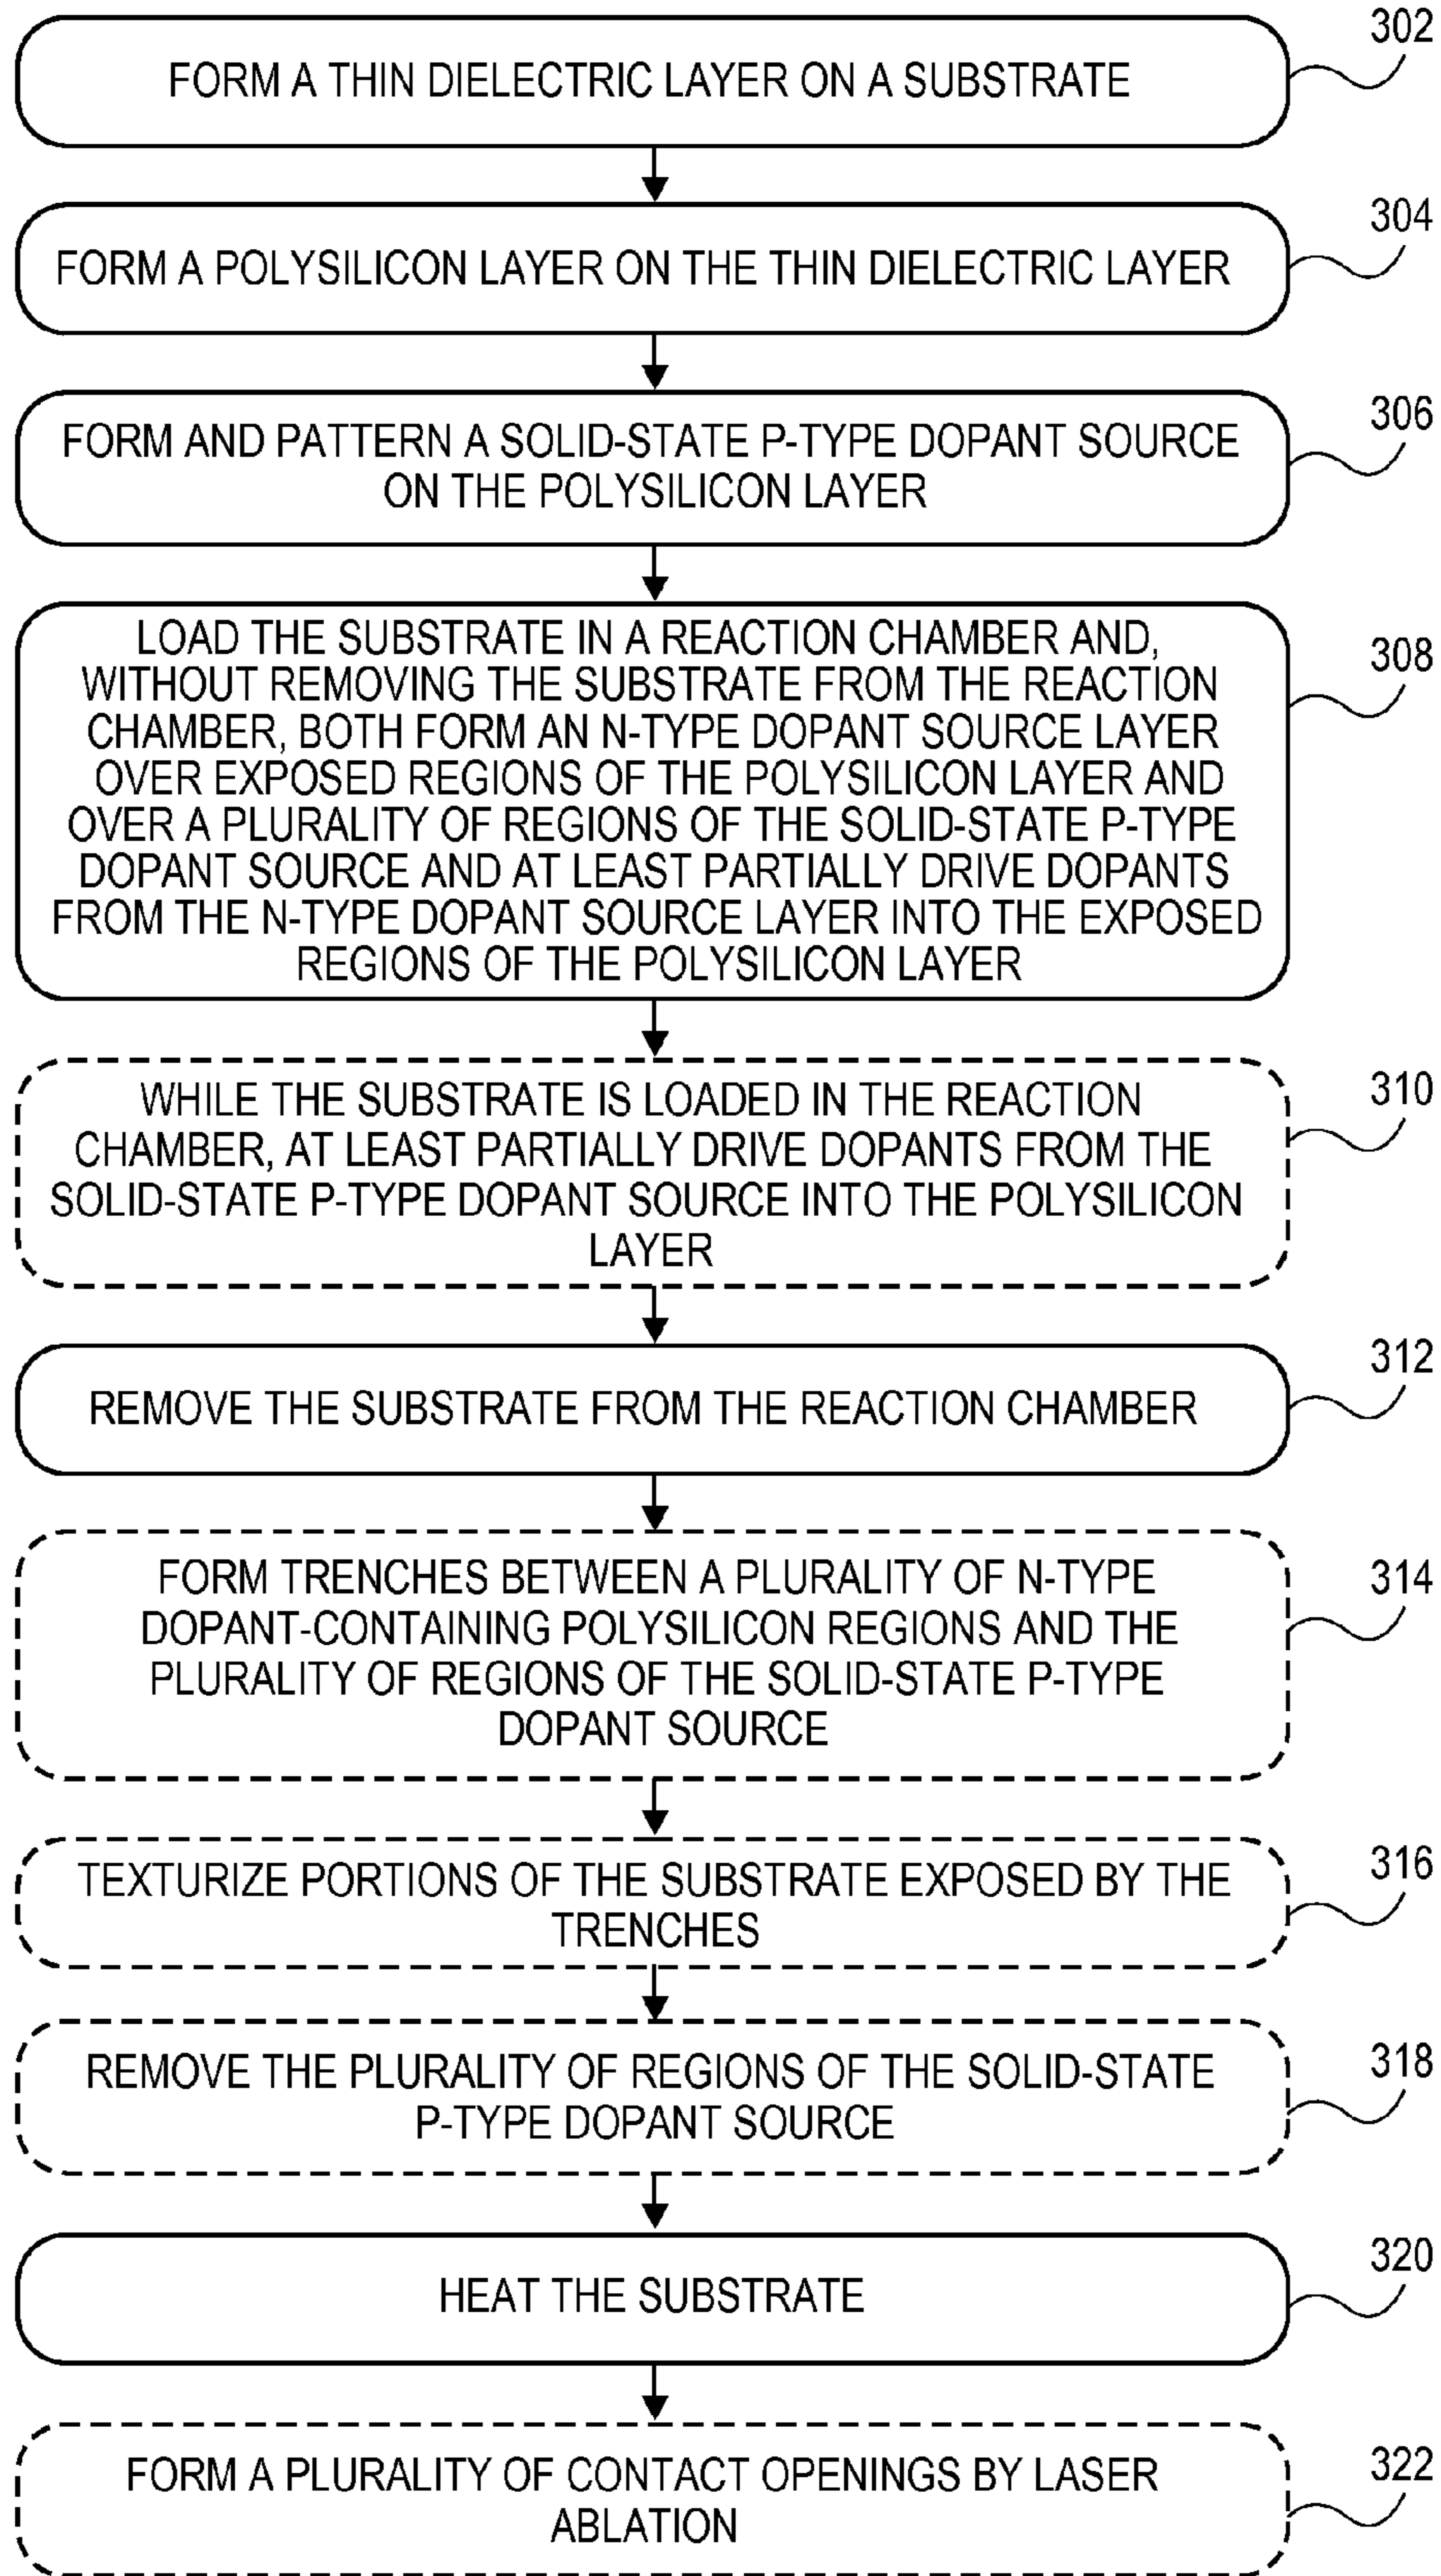 302
FORM A THIN DIELECTRIC LAYER ON A SUBSTRATE
304
FORM A POLYSILICON LAYER ON THE THIN DIELECTRIC LAYER
306
FORM AND PATTERN A SOLID-STATE P-TYPE DOPANT SOURCE
ON THE POLYSILICON LAYER
308
LOAD THE SUBSTRATE IN A REACTION CHAMBER AND,
WITHOUT REMOVING THE SUBSTRATE FROM THE REACTION
CHAMBER, BOTH FORM AN N-TYPE DOPANT SOURCE LAYER
OVER EXPOSED REGIONS OF THE POLYSILICON LAYER AND
OVER A PLURALITY OF REGIONS OF THE SOLID-STATE P-TYPE
DOPANT SOURCE AND AT LEAST PARTIALLY DRIVE DOPANTS
FROM THE N-TYPE DOPANT SOURCE LAYER INTO THE EXPOSED
REGIONS OF THE POLYSILICON LAYER
310
WHILE THE SUBSTRATE IS LOADED IN THE REACTION
CHAMBER, AT LEAST PARTIALLY DRIVE DOPANTS FROM THE
SOLID-STATE P-TYPE DOPANT SOURCE INTO THE POLYSILICON
LAYER
312
REMOVE THE SUBSTRATE FROM THE REACTION CHAMBER
314
FORM TRENCHES BETWEEN A PLURALITY OF N-TYPE
DOPANT-CONTAINING POLYSILICON REGIONS AND THE
PLURALITY OF REGIONS OF THE SOLID-STATE P-TYPE
DOPANT SOURCE
316
TEXTURIZE PORTIONS OF THE SUBSTRATE EXPOSED BY THE
TRENCHES
318
REMOVE THE PLURALITY OF REGIONS OF THE SOLID-STATE
P-TYPE DOPANT SOURCE
320
HEAT THE SUBSTRATE
322
FORM A PLURALITY OF CONTACT OPENINGS BY LASER
ABLATION